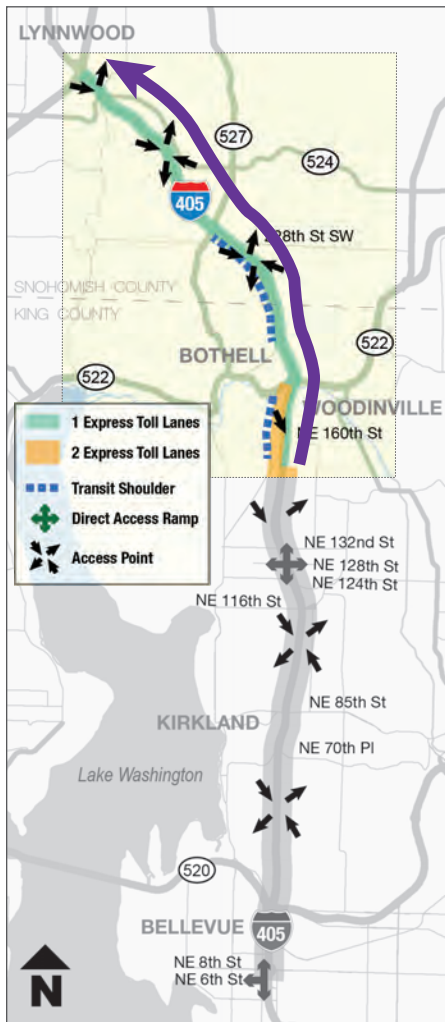 LYNNWOOD
527
524
405
228th St SW
SNOHOMISH COUNTY
KING COUNTY
BOTHELL
522
522
WOODINVILLE
NE 160th St
1 Express Toll Lanes
2 Express Toll Lanes
Transit Shoulder
Direct Access Ramp
Access Point
NE 132nd St
NE 128th St
NE 124th St
NE 116th St
NE 85th St
KIRKLAND
NE 70th Pl
Lake Washington
520
BELLEVUE
405
NE 8th St
NE 6th St
N